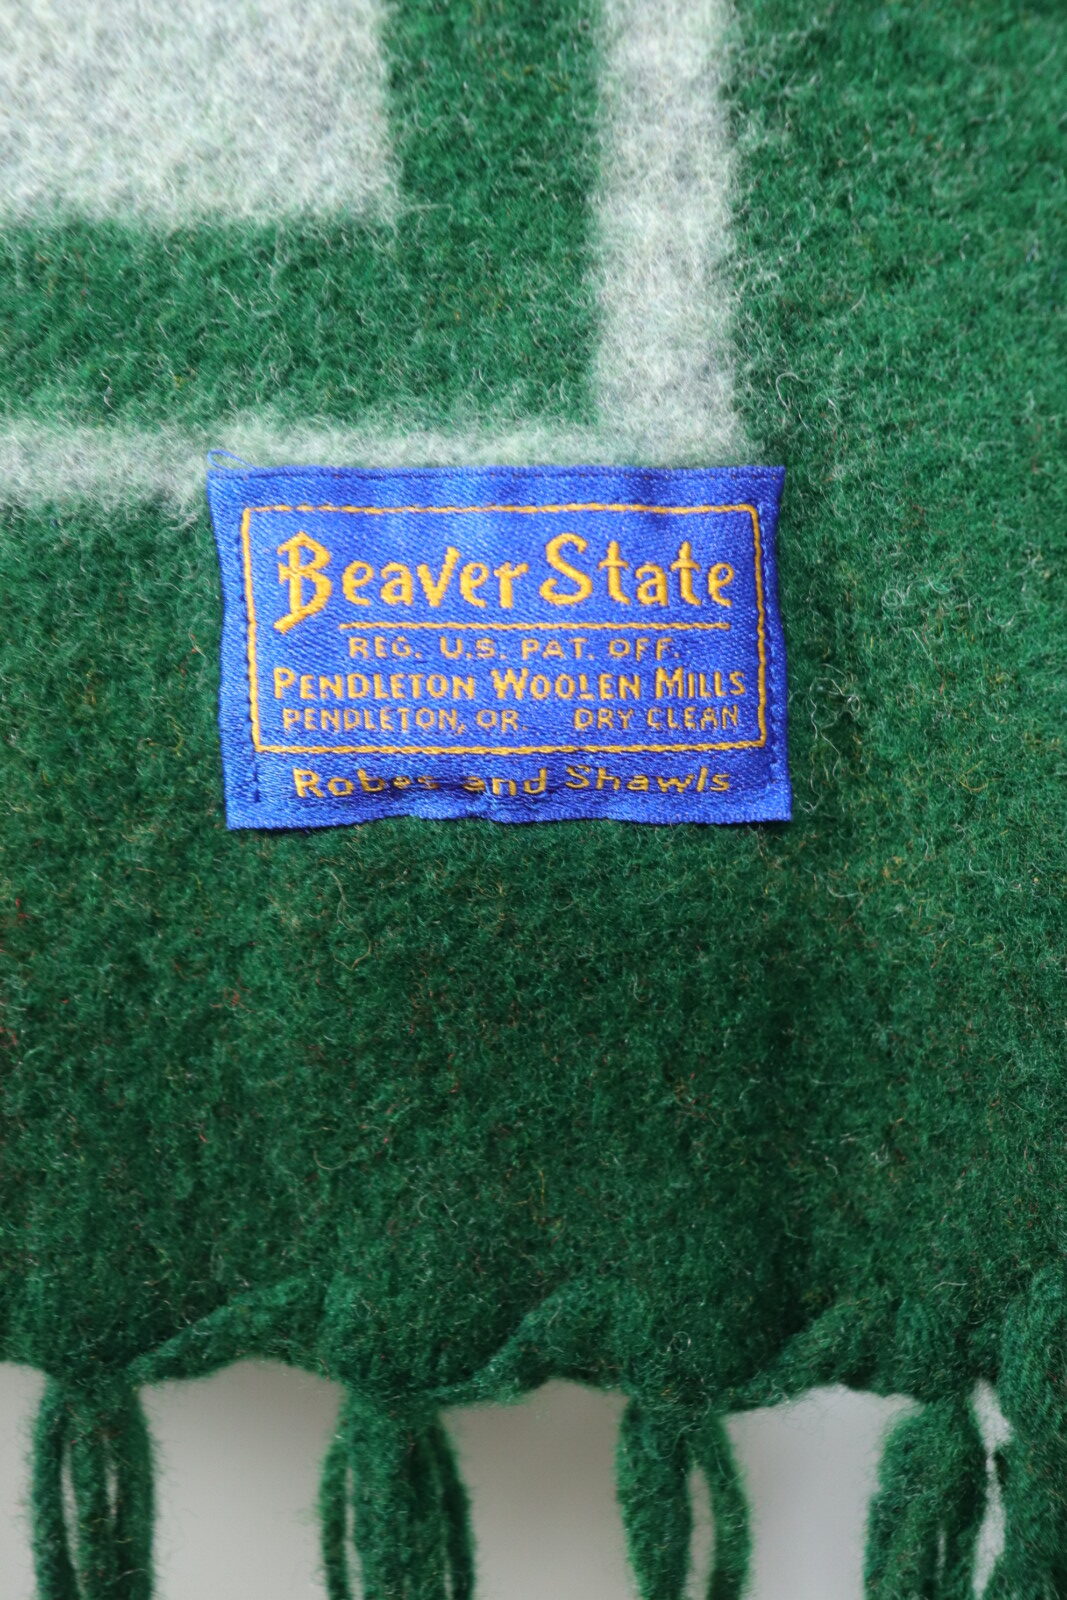 Beaver State
REG. U.S. PAT. OFF.
PENDLETON WOOLEN MILLS
PENDLETON, OR. DRY CLEAN
Robes and Shawls